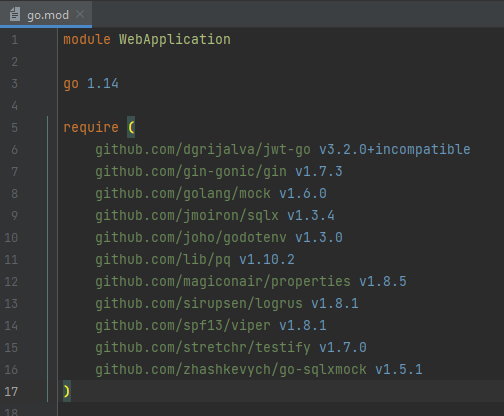 go.mod
1 module WebApplication
2
3 go 1.14
4
5 require (
6 github.com/dgrijalva/jwt-go v3.2.0+incompatible
7 github.com/gin-gonic/gin v1.7.3
8 github.com/golang/mock v1.6.0
9 github.com/jmoiron/sqlx v1.3.4
10 github.com/joho/godotenv v1.3.0
11 github.com/lib/pq v1.10.2
12 github.com/magiconair/properties v1.8.5
13 github.com/sirupsen/logrus v1.8.1
14 github.com/spf13/viper v1.8.1
15 github.com/stretchr/testify v1.7.0
16 github.com/zhashkevych/go-sqlxmock v1.5.1
17 )
18